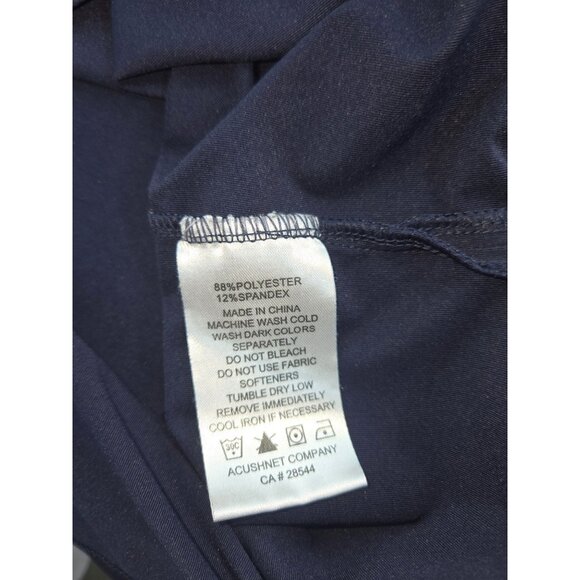 88%POLYESTER
12%SPANDEX
MADE IN CHINA
MACHINE WASH COLD
WASH DARK COLORS
SEPARATELY
DO NOT BLEACH
DO NOT USE FABRIC
SOFTENERS
TUMBLE DRY LOW
REMOVE IMMEDIATELY
COOL IRON IF NECESSARY
30C
ACUSHNET COMPANY
CA # 28544